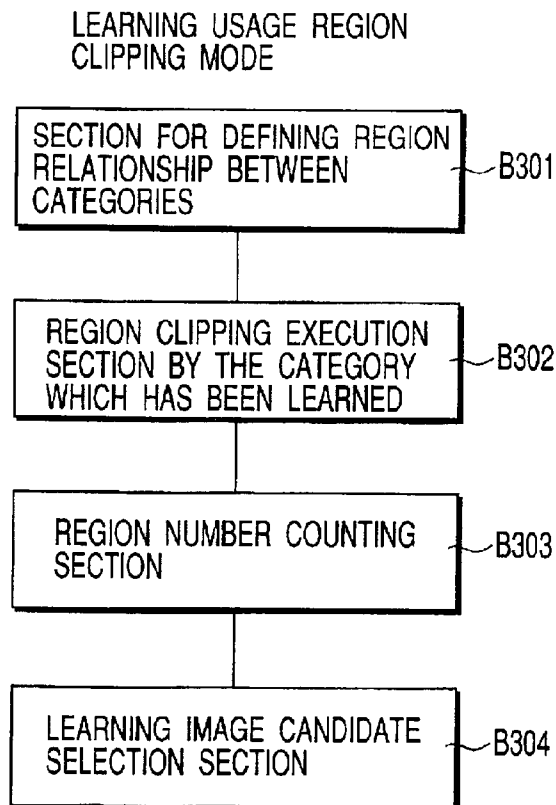 LEARNING USAGE REGION
CLIPPING MODE
SECTION FOR DEFINING REGION
RELATIONSHIP BETWEEN
CATEGORIES
B301
REGION CLIPPING EXECUTION
SECTION BY THE CATEGORY
WHICH HAS BEEN LEARNED
B302
REGION NUMBER COUNTING
SECTION
B303
LEARNING IMAGE CANDIDATE
SELECTION SECTION
B304